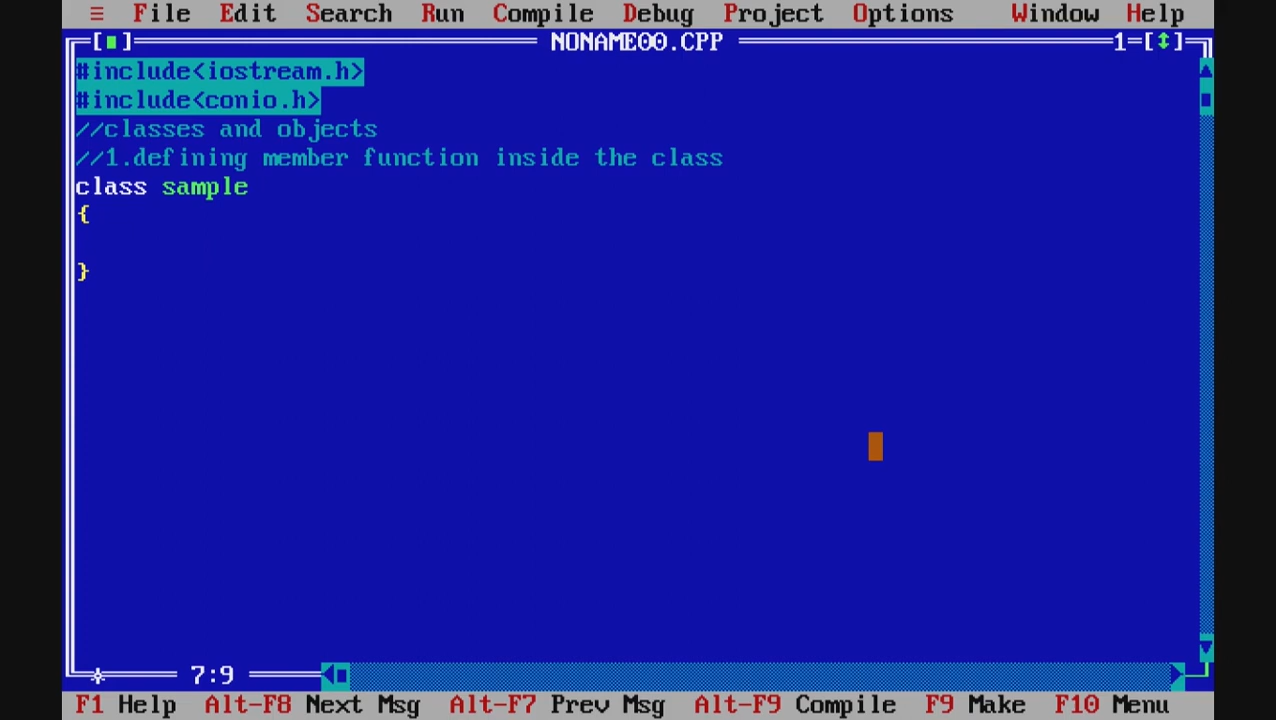 ≡ File Edit Search Run Compile Debug Project Options Window Help
[■] NONAME00.CPP 1=[↕]
#include<iostream.h>
#include<conio.h>
//classes and objects
//1.defining member function inside the class
class sample
{
}
7:9
F1 Help Alt-F8 Next Msg Alt-F7 Prev Msg Alt-F9 Compile F9 Make F10 Menu